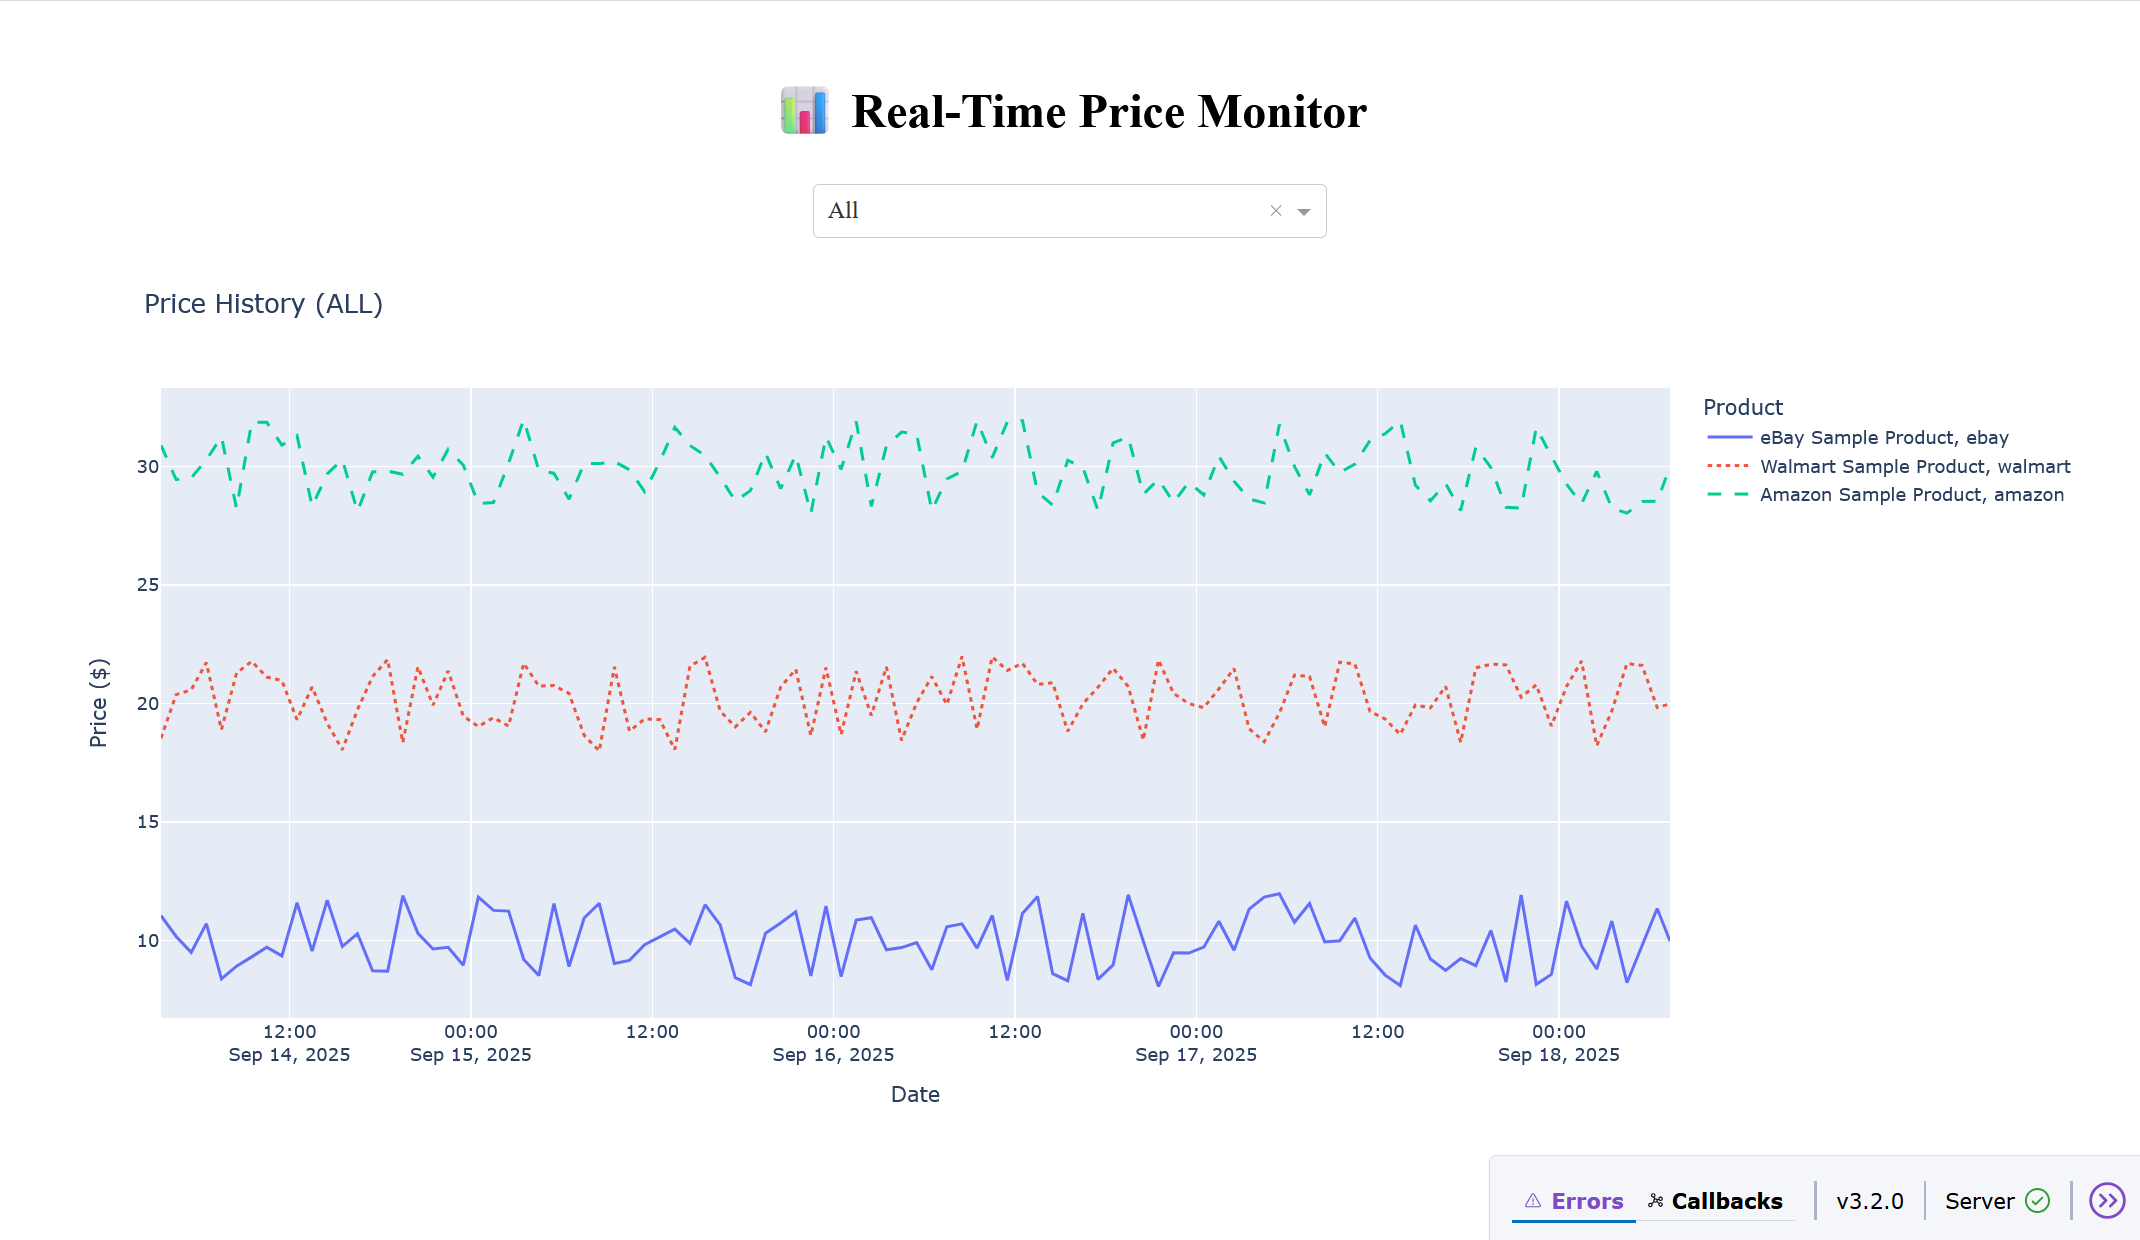 Real-Time Price Monitor
All
Price History (ALL)
Product
eBay Sample Product, ebay
Walmart Sample Product, walmart
Amazon Sample Product, amazon
30
25
20
15
10
Price ($)
12:00 00:00 12:00 00:00 12:00 00:00 12:00 00:00
Sep 14, 2025 Sep 15, 2025 Sep 16, 2025 Sep 17, 2025 Sep 18, 2025
Date
Errors Callbacks v3.2.0 Server